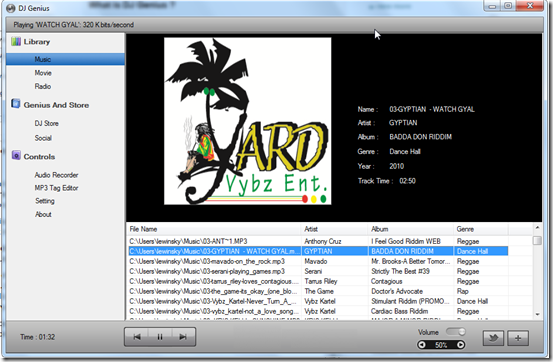 DJ Genius
Playing 'WATCH GYAL': 320 Kbits/second
Library
Music
Movie
Radio
Genius And Store
DJ Store
Social
Controls
Audio Recorder
MP3 Tag Editor
Setting
About
YARD
Vybz Ent.
Name : 03-GYPTIAN - WATCH GYAL
Artist : GYPTIAN
Album : BADDA DON RIDDIM
Genre : Dance Hall
Year : 2010
Track Time : 02:50
File Name Artist Album Genre
C:\Users\lewinsky\Music\03-ANT~1.MP3 Anthony Cruz I Feel Good Riddm WEB Reggae
C:\Users\lewinsky\Music\03-GYPTIAN - WATCH GYAL.m... GYPTIAN BADDA DON RIDDIM Dance Hall
C:\Users\lewinsky\Music\03-mavado-on_the_rock.mp3 Mavado Mr. Brooks-A Better Tomor... Reggae
C:\Users\lewinsky\Music\03-serani-playing_games.mp3 Serani Strictly The Best #39 Reggae
C:\Users\lewinsky\Music\03-tarrus_riley-loves_contagious... Tarrus Riley Contagious Reggae
C:\Users\lewinsky\Music\03-the_game-its_okay_(one_blo... The Game Doctor's Advocate Rap
C:\Users\lewinsky\Music\03-Vybz_Kartel-Never_Turn_A_... Vybz Kartel Stimulant Riddim (PROMO... Dance Hall
C:\Users\lewinsky\Music\03-vybz_kartel-not_a_love_song... Vybz Kartel Cardiac Bass Riddim Reggae
Time : 01:32
Volume
50%